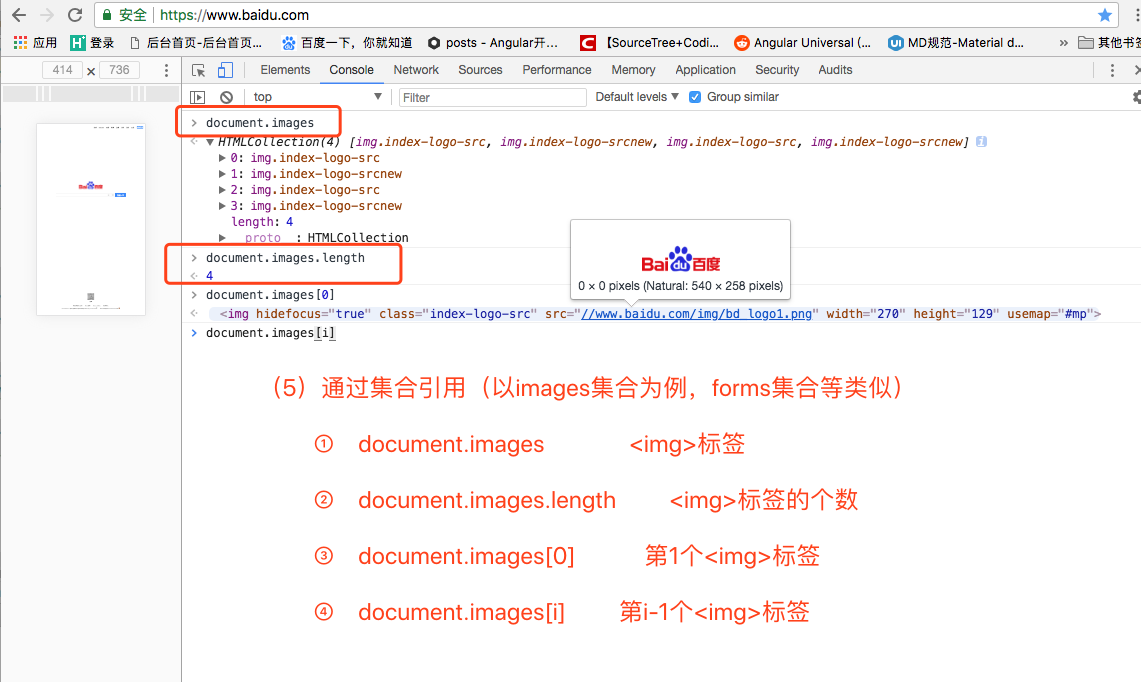 安全 https://www.baidu.com
应用 登录 后台首页-后台首页... 百度一下，你就知道 posts - Angular开... 【SourceTree+Codi... Angular Universal (... MD规范-Material d... » 其他书签
414 × 736 Elements Console Network Sources Performance Memory Application Security Audits
top Filter Default levels Group similar
document.images
HTMLCollection(4) [img.index-logo-src, img.index-logo-srcnew, img.index-logo-src, img.index-logo-srcnew]
0: img.index-logo-src
1: img.index-logo-srcnew
2: img.index-logo-src
3: img.index-logo-srcnew
length: 4
__proto__: HTMLCollection
document.images.length
4
Bai du 百度
0 × 0 pixels (Natural: 540 × 258 pixels)
document.images[0]
<img hidefocus="true" class="index-logo-src" src="//www.baidu.com/img/bd_logo1.png" width="270" height="129" usemap="#mp">
document.images[i]
（5）通过集合引用（以images集合为例，forms集合等类似）
① document.images <img>标签
② document.images.length <img>标签的个数
③ document.images[0] 第1个<img>标签
④ document.images[i] 第i-1个<img>标签